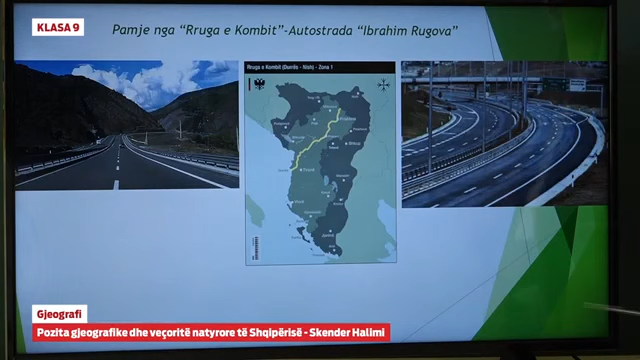 KLASA 9
Pamje nga “Rruga e Kombit”-Autostrada “Ibrahim Rugova”
Rruga e Kombit (Durrës - Nish) - Zona 1
Gjeografi
Pozita gjeografike dhe veçoritë natyrore të Shqipërisë - Skender Halimi